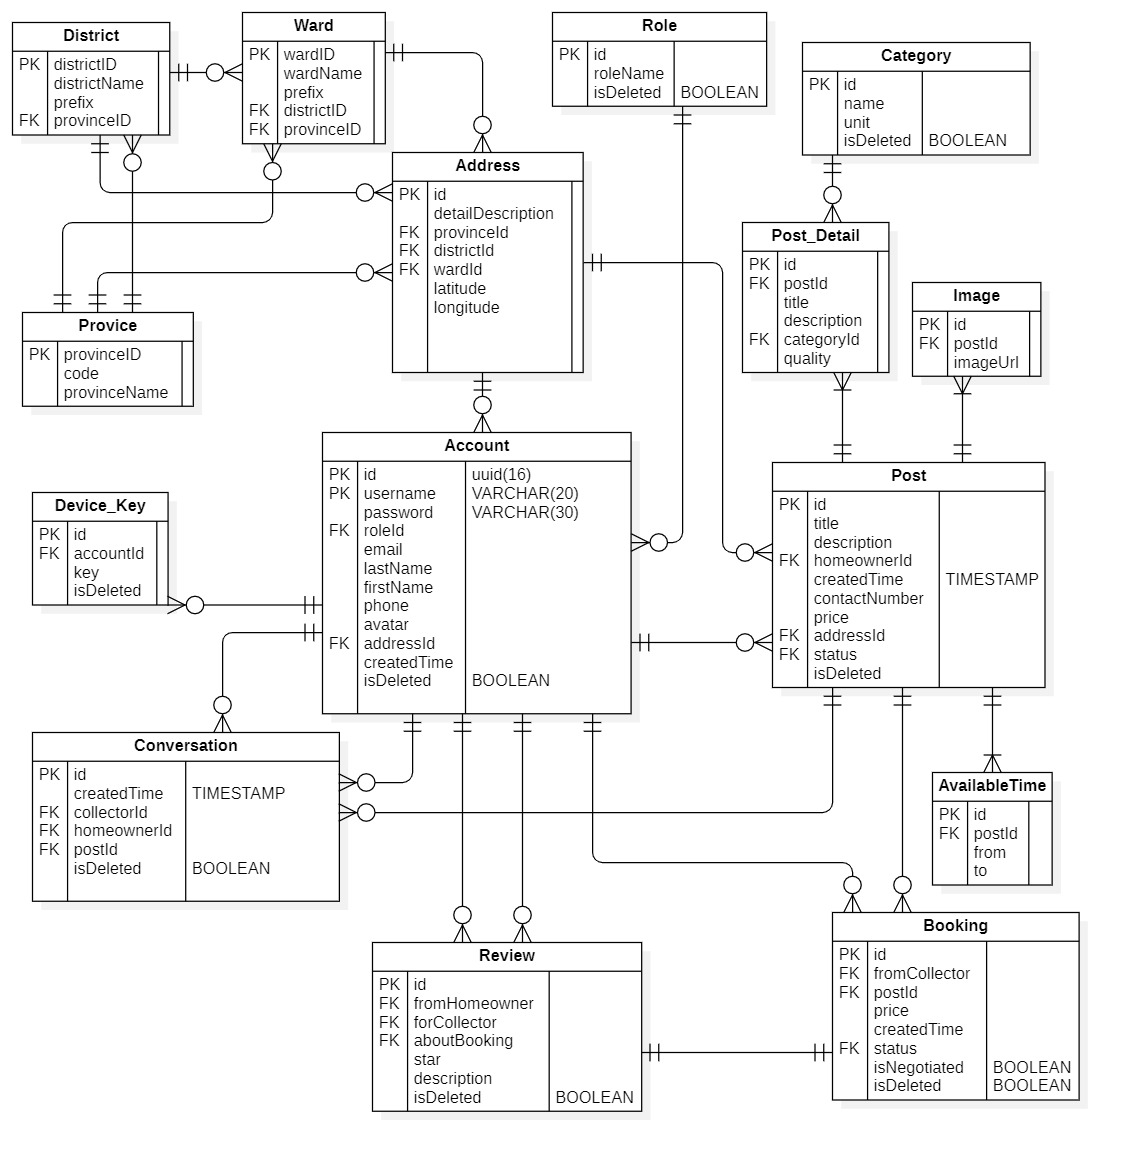 District
PK districtID
districtName
prefix
FK provinceID
Ward
PK wardID
wardName
prefix
FK districtID
FK provinceID
Role
PK id
roleName
isDeleted BOOLEAN
Category
PK id
name
unit
isDeleted BOOLEAN
Address
PK id
detailDescription
FK provinceId
FK districtId
FK wardId
latitude
longitude
Post_Detail
PK id
FK postId
title
description
FK categoryId
quality
Image
PK id
FK postId
imageUrl
Provice
PK provinceID
code
provinceName
Account
PK id uuid(16)
PK username VARCHAR(20)
password VARCHAR(30)
FK roleId
email
lastName
firstName
phone
avatar
FK addressId
createdTime
isDeleted BOOLEAN
Device_Key
PK id
FK accountId
key
isDeleted
Post
PK id
title
description
FK homeownerId
createdTime TIMESTAMP
contactNumber
price
FK addressId
FK status
isDeleted
Conversation
PK id
createdTime TIMESTAMP
FK collectorId
FK homeownerId
FK postId
isDeleted BOOLEAN
AvailableTime
PK id
FK postId
from
to
Review
PK id
FK fromHomeowner
FK forCollector
FK aboutBooking
star
description
isDeleted BOOLEAN
Booking
PK id
FK fromCollector
FK postId
price
createdTime
FK status
isNegotiated BOOLEAN
isDeleted BOOLEAN